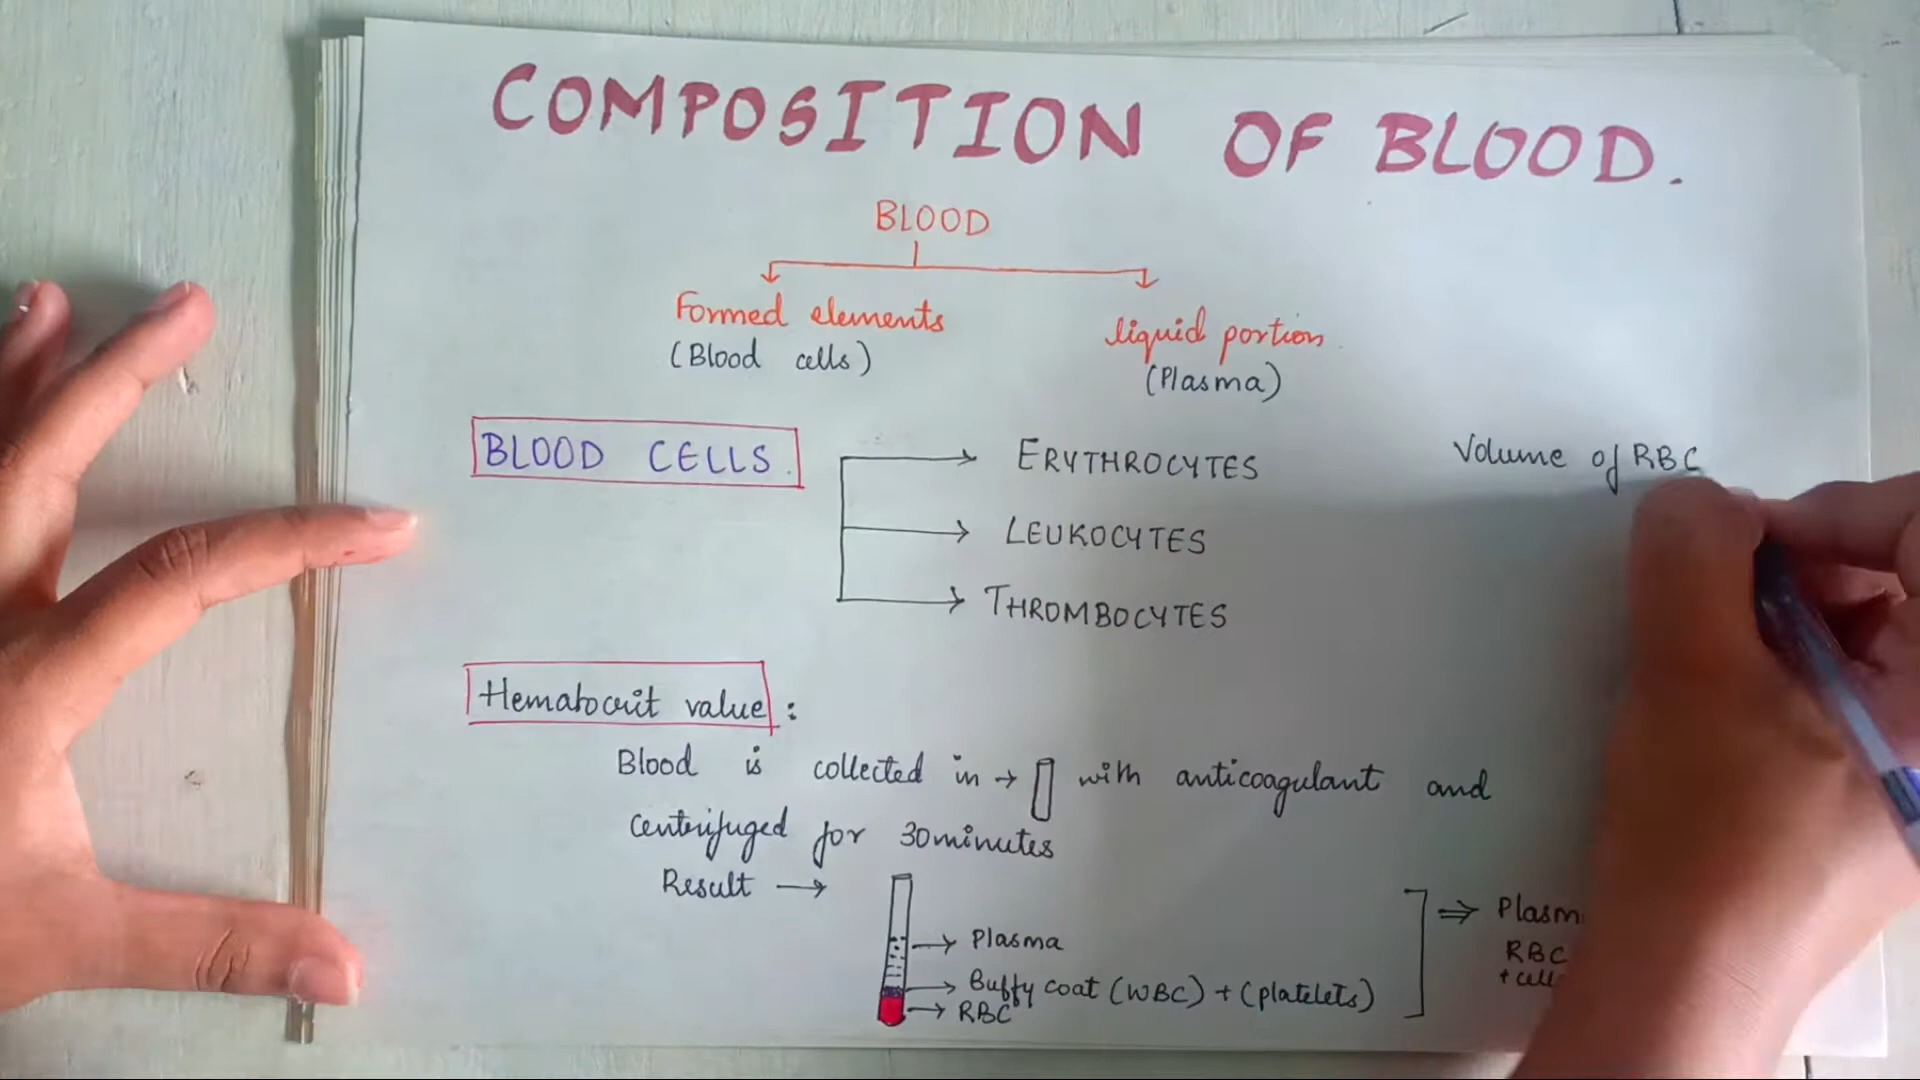 COMPOSITION OF BLOOD.
BLOOD
Formed elements
(Blood cells)
liquid portion
(Plasma)
BLOOD CELLS.
ERYTHROCYTES
LEUKOCYTES
THROMBOCYTES
Volume of RBC
Hematocrit value :
Blood is collected in → with anticoagulant and
Centrifuged for 30minutes
Result →
→ Plasma
→ Buffy coat (WBC) + (platelets)
→ RBC
⇒ Plasm
RBC
+ cell